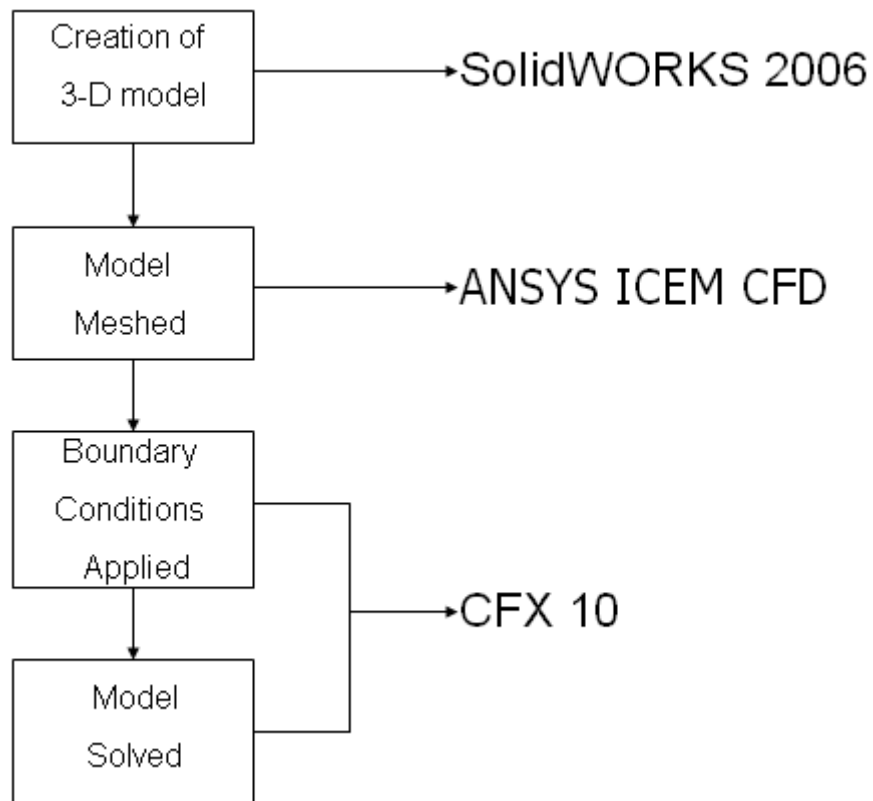 Creation of
3-D model
SolidWORKS 2006
Model
Meshed
ANSYS ICEM CFD
Boundary
Conditions
Applied
CFX 10
Model
Solved